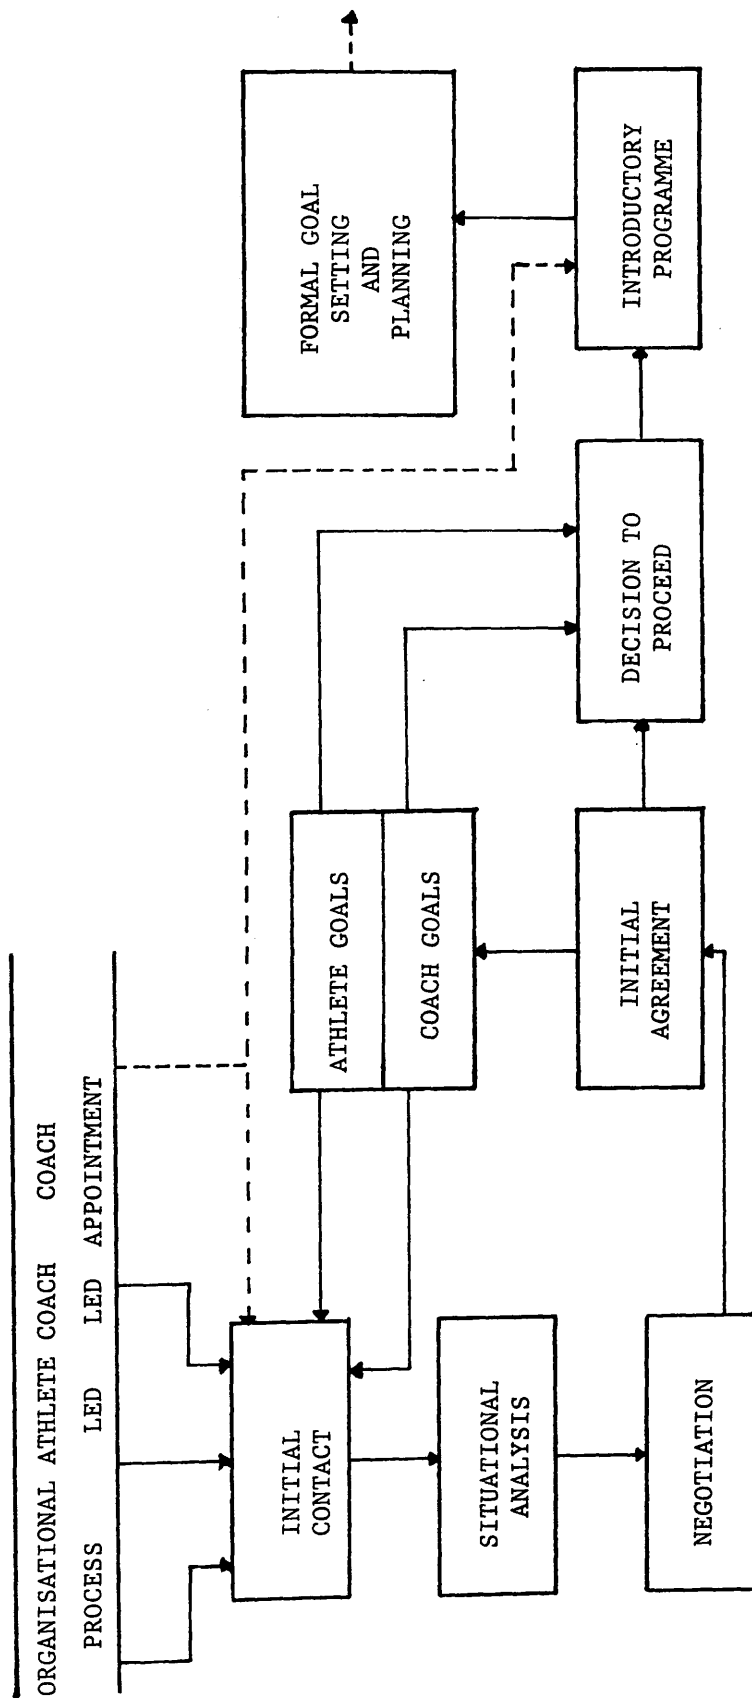 ORGANISATIONAL ATHLETE COACH COACH
PROCESS LED LED APPOINTMENT
INITIAL
CONTACT
SITUATIONAL
ANALYSIS
NEGOTIATION
ATHLETE GOALS
COACH GOALS
INITIAL
AGREEMENT
DECISION TO
PROCEED
FORMAL GOAL
SETTING
AND
PLANNING
INTRODUCTORY
PROGRAMME